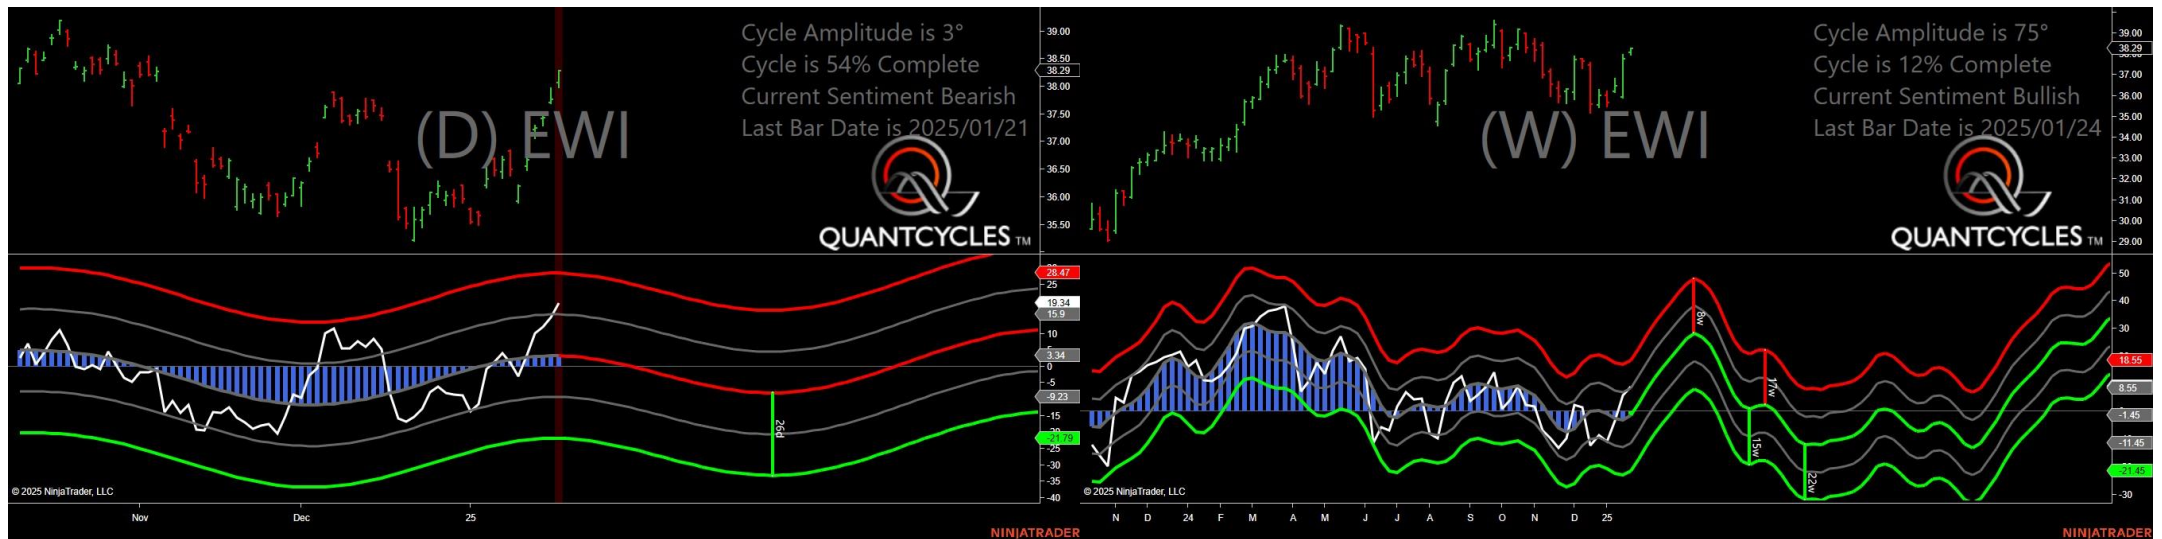 Cycle Amplitude is 3°
Cycle is 54% Complete
Current Sentiment Bearish
Last Bar Date is 2025/01/21
(D) EWI
QUANTCYCLES TM
39.00
38.50
38.29
38.00
37.50
37.00
36.50
36.00
35.50
28.47
25
19.34
15.9
10
5
3.34
0
-5
-9.23
-15
-21.79
-25
-30
-35
-40
26d
© 2025 NinjaTrader, LLC
Nov
Dec
25
NINJATRADER
Cycle Amplitude is 75°
Cycle is 12% Complete
Current Sentiment Bullish
Last Bar Date is 2025/01/24
(W) EWI
QUANTCYCLES TM
39.00
38.29
37.00
36.00
35.00
34.00
33.00
32.00
31.00
30.00
29.00
50
40
30
18.55
8.55
-1.45
-11.45
-21.45
-30
8w
17w
15w
22w
© 2025 NinjaTrader, LLC
N D 24 F M A M J J A S O N D 25
NINJATRADER